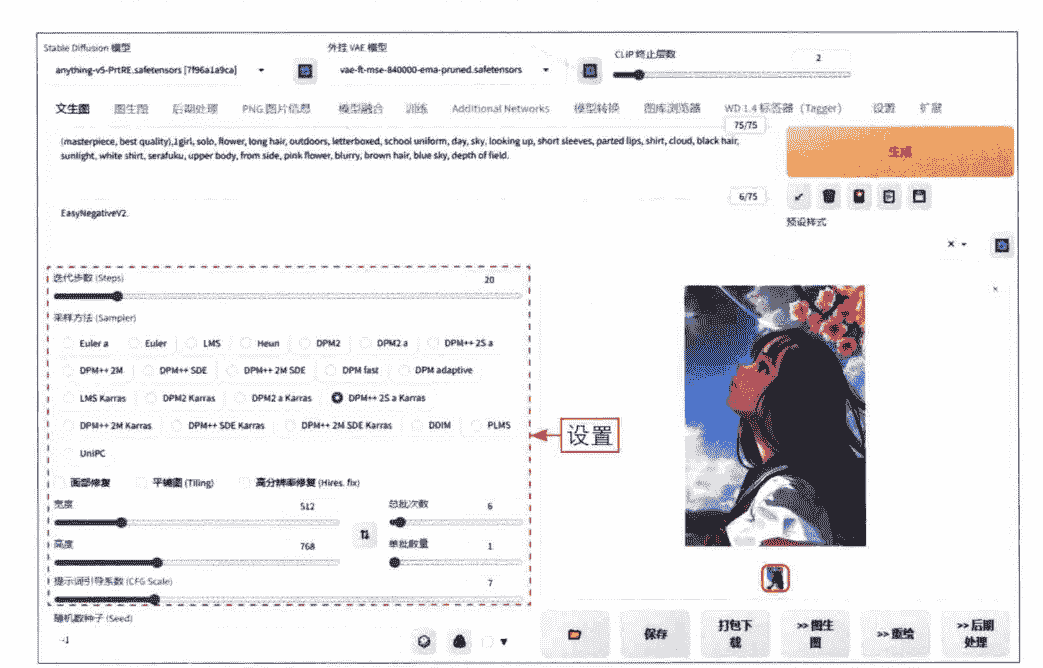 Stable Diffusion 模型
外挂 VAE 模型
CLiP 终止层数
2
anything-v5-PrtRE.safetensors [7f96a1a9ca]
vae-ft-mse-840000-ema-pruned.safetensors
文生图 图生图 后期处理 PNG 图片信息 模型融合 训练 Additional Networks 模型转换 图库浏览器 WD 1.4 标签器（Tagger） 设置 扩展
75/75
(masterpiece, best quality),1girl, solo, flower, long hair, outdoors, letterboxed, school uniform, day, sky, looking up, short sleeves, parted lips, shirt, cloud, black hair,
sunlight, white shirt, serafuku, upper body, from side, pink flower, blurry, brown hair, blue sky, depth of field.
生成
6/75
EasyNegativeV2.
预设样式
迭代步数 (Steps)
20
采样方法 (Sampler)
Euler a Euler LMS Heun DPM2 DPM2 a DPM++ 2S a
DPM++ 2M DPM++ SDE DPM++ 2M SDE DPM fast DPM adaptive
LMS Karras DPM2 Karras DPM2 a Karras DPM++ 2S a Karras
DPM++ 2M Karras DPM++ SDE Karras DPM++ 2M SDE Karras DDIM PLMS
UniPC
设置
面部修复 平铺图 (Tiling) 高分辨率修复 (Hires. fix)
宽度 512 总批次数 6
高度 768 单批数量 1
提示词引导系数 (CFG Scale) 7
随机数种子 (Seed)
-1
保存
打包下
载
>> 图生
图
>> 重绘
>> 后期
处理